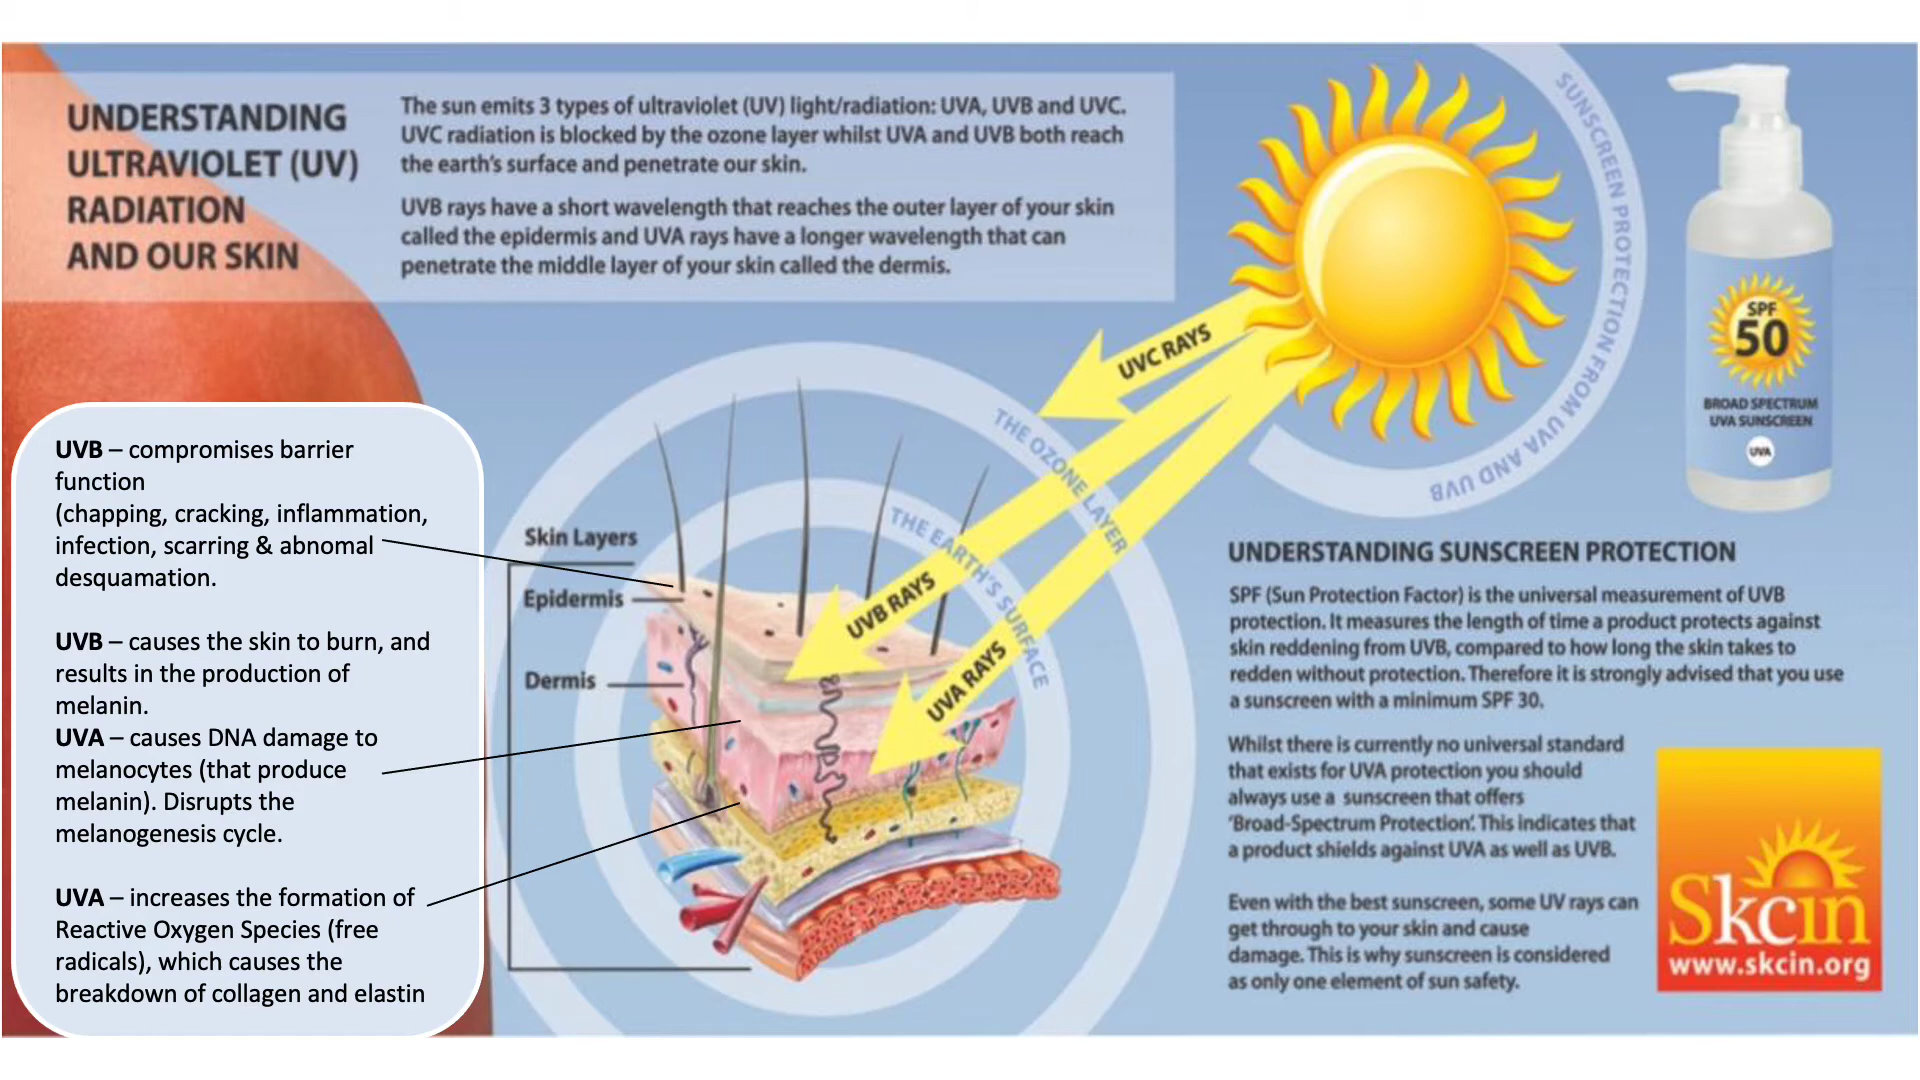 UNDERSTANDING
ULTRAVIOLET (UV)
RADIATION
AND OUR SKIN
The sun emits 3 types of ultraviolet (UV) light/radiation: UVA, UVB and UVC.
UVC radiation is blocked by the ozone layer whilst UVA and UVB both reach
the earth's surface and penetrate our skin.
UVB rays have a short wavelength that reaches the outer layer of your skin
called the epidermis and UVA rays have a longer wavelength that can
penetrate the middle layer of your skin called the dermis.
SUNSCREEN PROTECTION FROM UVA AND UVB
SPF
50
BROAD SPECTRUM
UVA SUNSCREEN
UVA
UVC RAYS
THE OZONE LAYER
THE EARTH'S SURFACE
UVB RAYS
UVA RAYS
Skin Layers
Epidermis
Dermis
UVB – compromises barrier
function
(chapping, cracking, inflammation,
infection, scarring & abnomal
desquamation.
UVB – causes the skin to burn, and
results in the production of
melanin.
UVA – causes DNA damage to
melanocytes (that produce
melanin). Disrupts the
melanogenesis cycle.
UVA – increases the formation of
Reactive Oxygen Species (free
radicals), which causes the
breakdown of collagen and elastin
UNDERSTANDING SUNSCREEN PROTECTION
SPF (Sun Protection Factor) is the universal measurement of UVB
protection. It measures the length of time a product protects against
skin reddening from UVB, compared to how long the skin takes to
redden without protection. Therefore it is strongly advised that you use
a sunscreen with a minimum SPF 30.
Whilst there is currently no universal standard
that exists for UVA protection you should
always use a sunscreen that offers
'Broad-Spectrum Protection'. This indicates that
a product shields against UVA as well as UVB.
Even with the best sunscreen, some UV rays can
get through to your skin and cause
damage. This is why sunscreen is considered
as only one element of sun safety.
Skcin
www.skcin.org